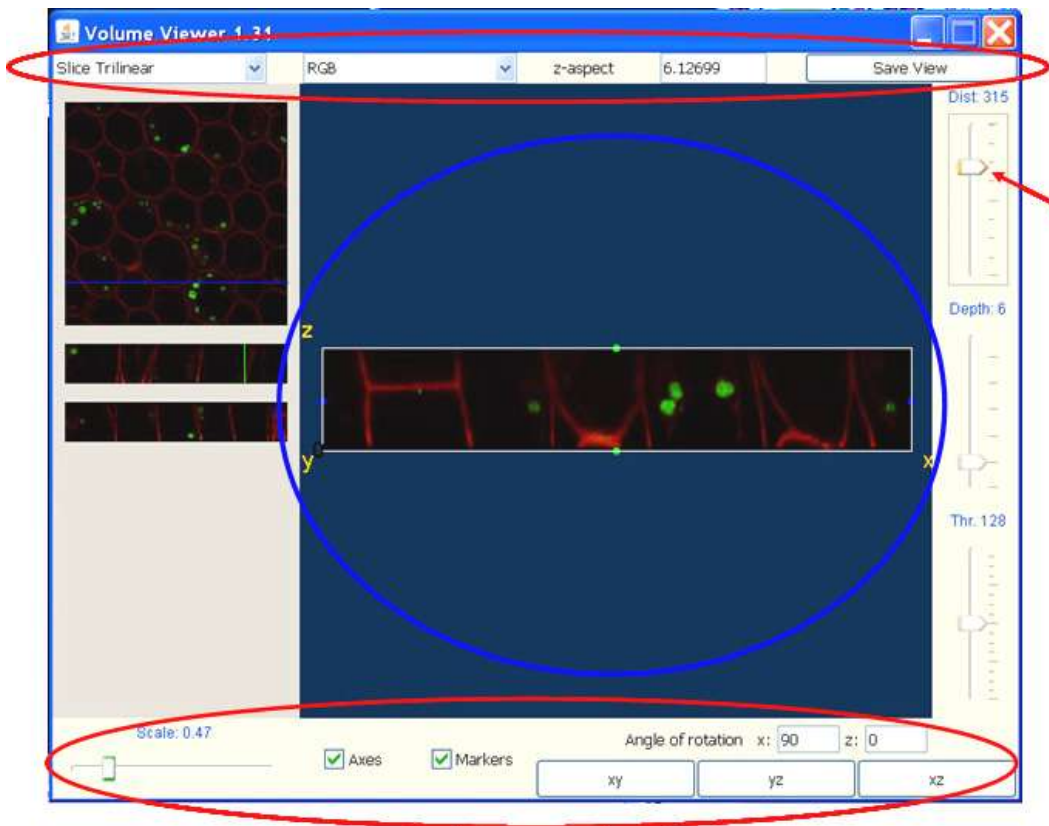 Volume Viewer 1.31
Slice Trilinear RGB z-aspect 6.12699 Save View
Dist: 315
z
Depth: 6
y x
Thr. 128
Scale: 0.47
Axes Markers Angle of rotation x: 90 z: 0
xy yz xz